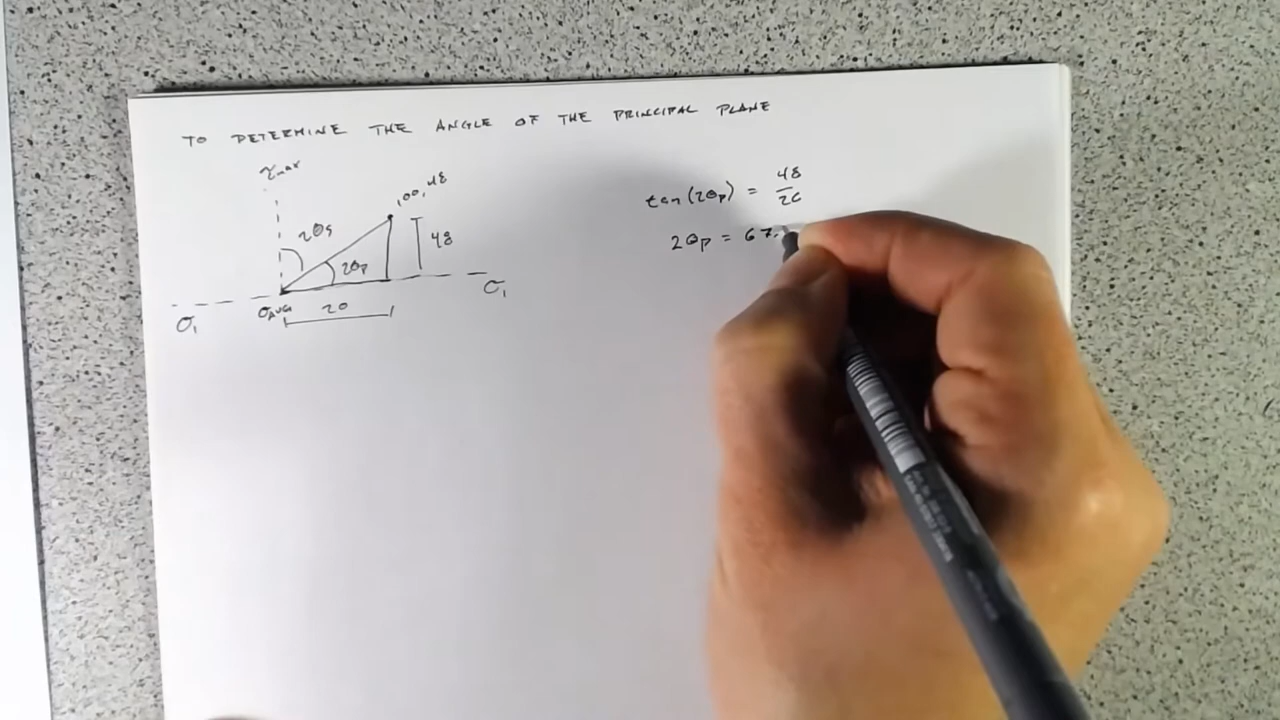 TO DETERMINE THE ANGLE OF THE PRINCIPAL PLANE
τmax
100, 48
2θs
48
2θp
σ1
σAVG
20
σ1
tan(2θp) = 48/20
2θp = 67.